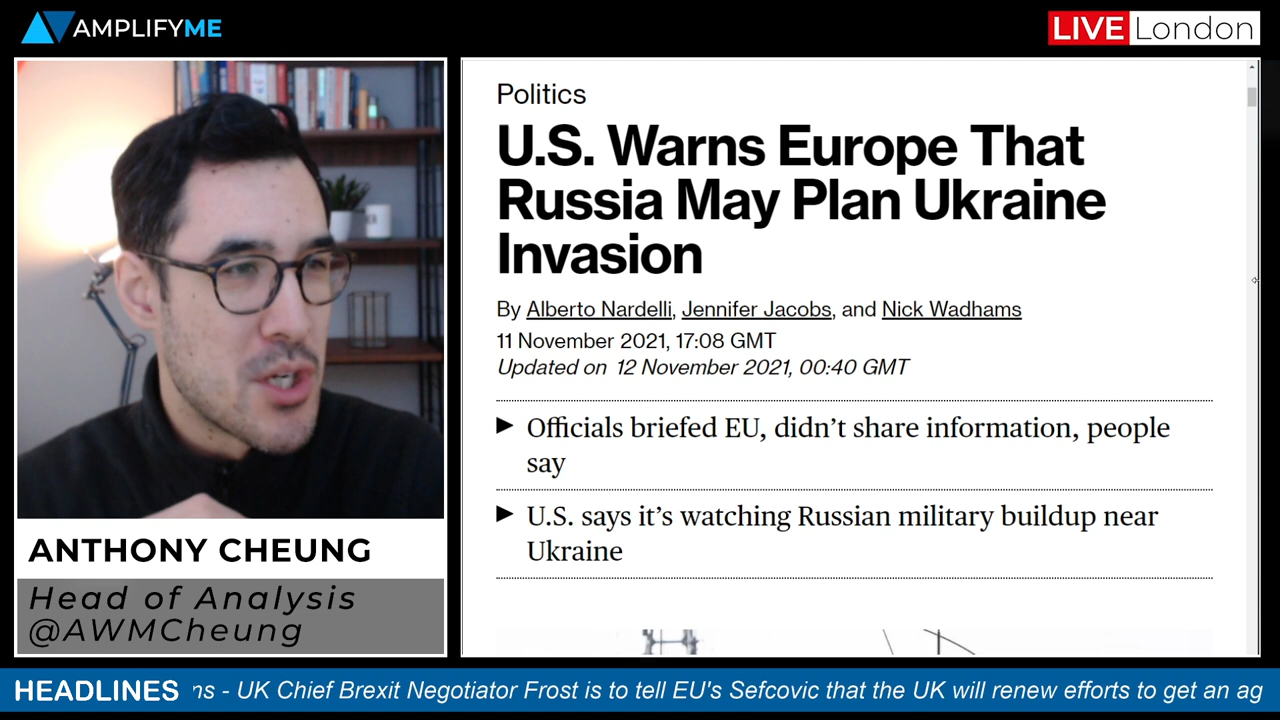 AMPLIFYME
LIVE London
Politics
U.S. Warns Europe That
Russia May Plan Ukraine
Invasion
By Alberto Nardelli, Jennifer Jacobs, and Nick Wadhams
11 November 2021, 17:08 GMT
Updated on 12 November 2021, 00:40 GMT
Officials briefed EU, didn't share information, people
say
U.S. says it's watching Russian military buildup near
Ukraine
ANTHONY CHEUNG
Head of Analysis
@AWMCheung
HEADLINES ns - UK Chief Brexit Negotiator Frost is to tell EU's Sefcovic that the UK will renew efforts to get an ag